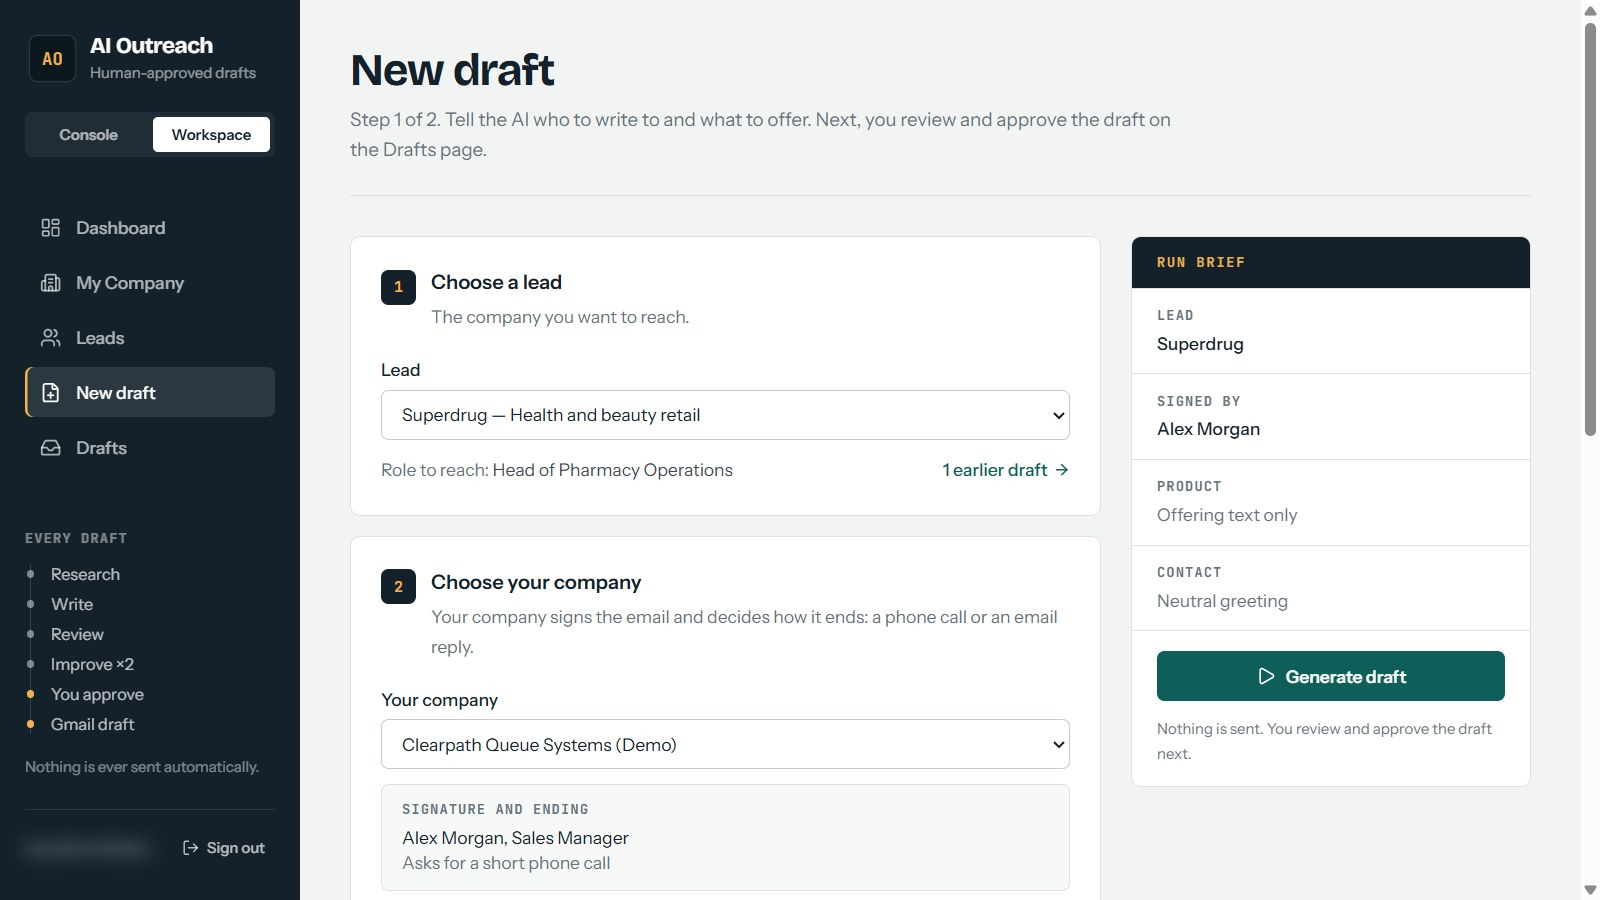 AO
AI Outreach
Human-approved drafts
Console
Workspace
Dashboard
My Company
Leads
New draft
Drafts
EVERY DRAFT
Research
Write
Review
Improve ×2
You approve
Gmail draft
Nothing is ever sent automatically.
Sign out
New draft
Step 1 of 2. Tell the AI who to write to and what to offer. Next, you review and approve the draft on
the Drafts page.
1
Choose a lead
The company you want to reach.
Lead
Superdrug — Health and beauty retail
Role to reach: Head of Pharmacy Operations
1 earlier draft →
2
Choose your company
Your company signs the email and decides how it ends: a phone call or an email
reply.
Your company
Clearpath Queue Systems (Demo)
SIGNATURE AND ENDING
Alex Morgan, Sales Manager
Asks for a short phone call
RUN BRIEF
LEAD
Superdrug
SIGNED BY
Alex Morgan
PRODUCT
Offering text only
CONTACT
Neutral greeting
Generate draft
Nothing is sent. You review and approve the draft
next.